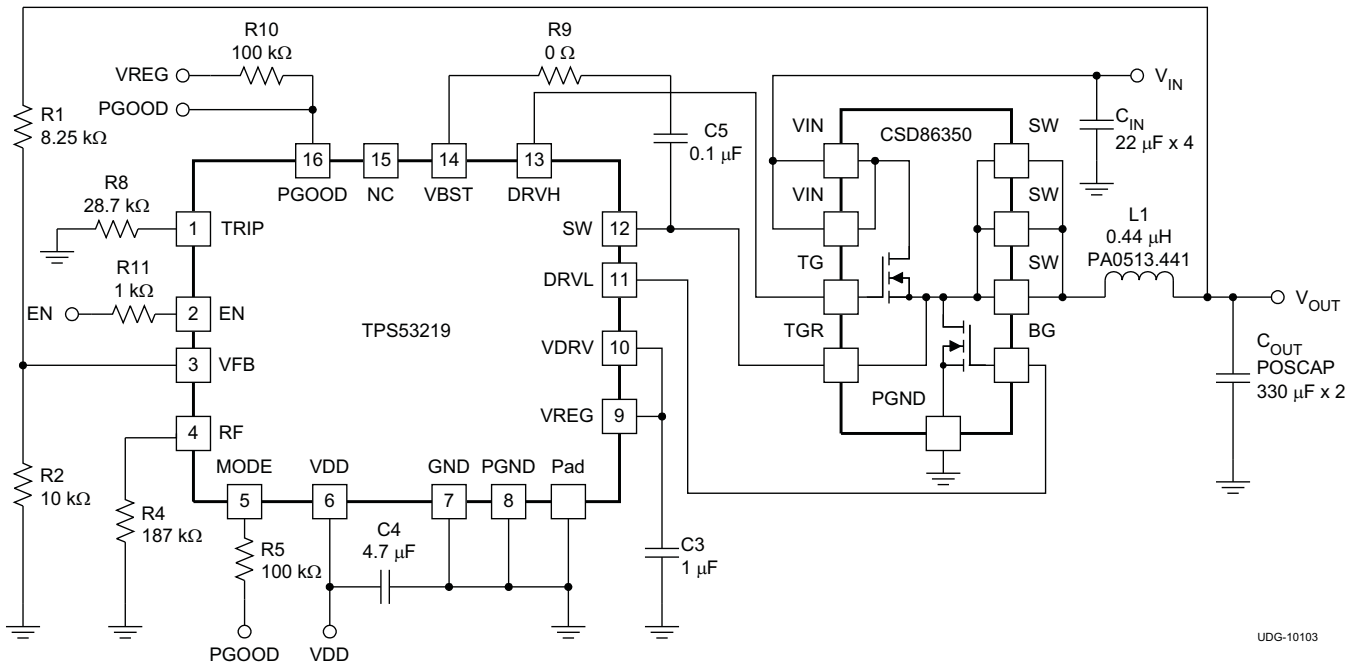 R10
100 kΩ
VREG
PGOOD
R9
0 Ω
V_IN
R1
8.25 kΩ
C5
0.1 µF
VIN
CSD86350
SW
C_IN
22 µF x 4
16
15
14
13
PGOOD
NC
VBST
DRVH
VIN
SW
R8
28.7 kΩ
1
TRIP
SW
12
TG
SW
L1
0.44 µH
PA0513.441
R11
1 kΩ
EN
2
EN
DRVL
11
V_OUT
TPS53219
TGR
BG
3
VFB
VDRV
10
C_OUT
POSCAP
330 µF x 2
PGND
VREG
9
4
RF
R2
10 kΩ
MODE
VDD
GND
PGND
Pad
5
6
7
8
R4
187 kΩ
R5
100 kΩ
C4
4.7 µF
C3
1 µF
PGOOD
VDD
UDG-10103